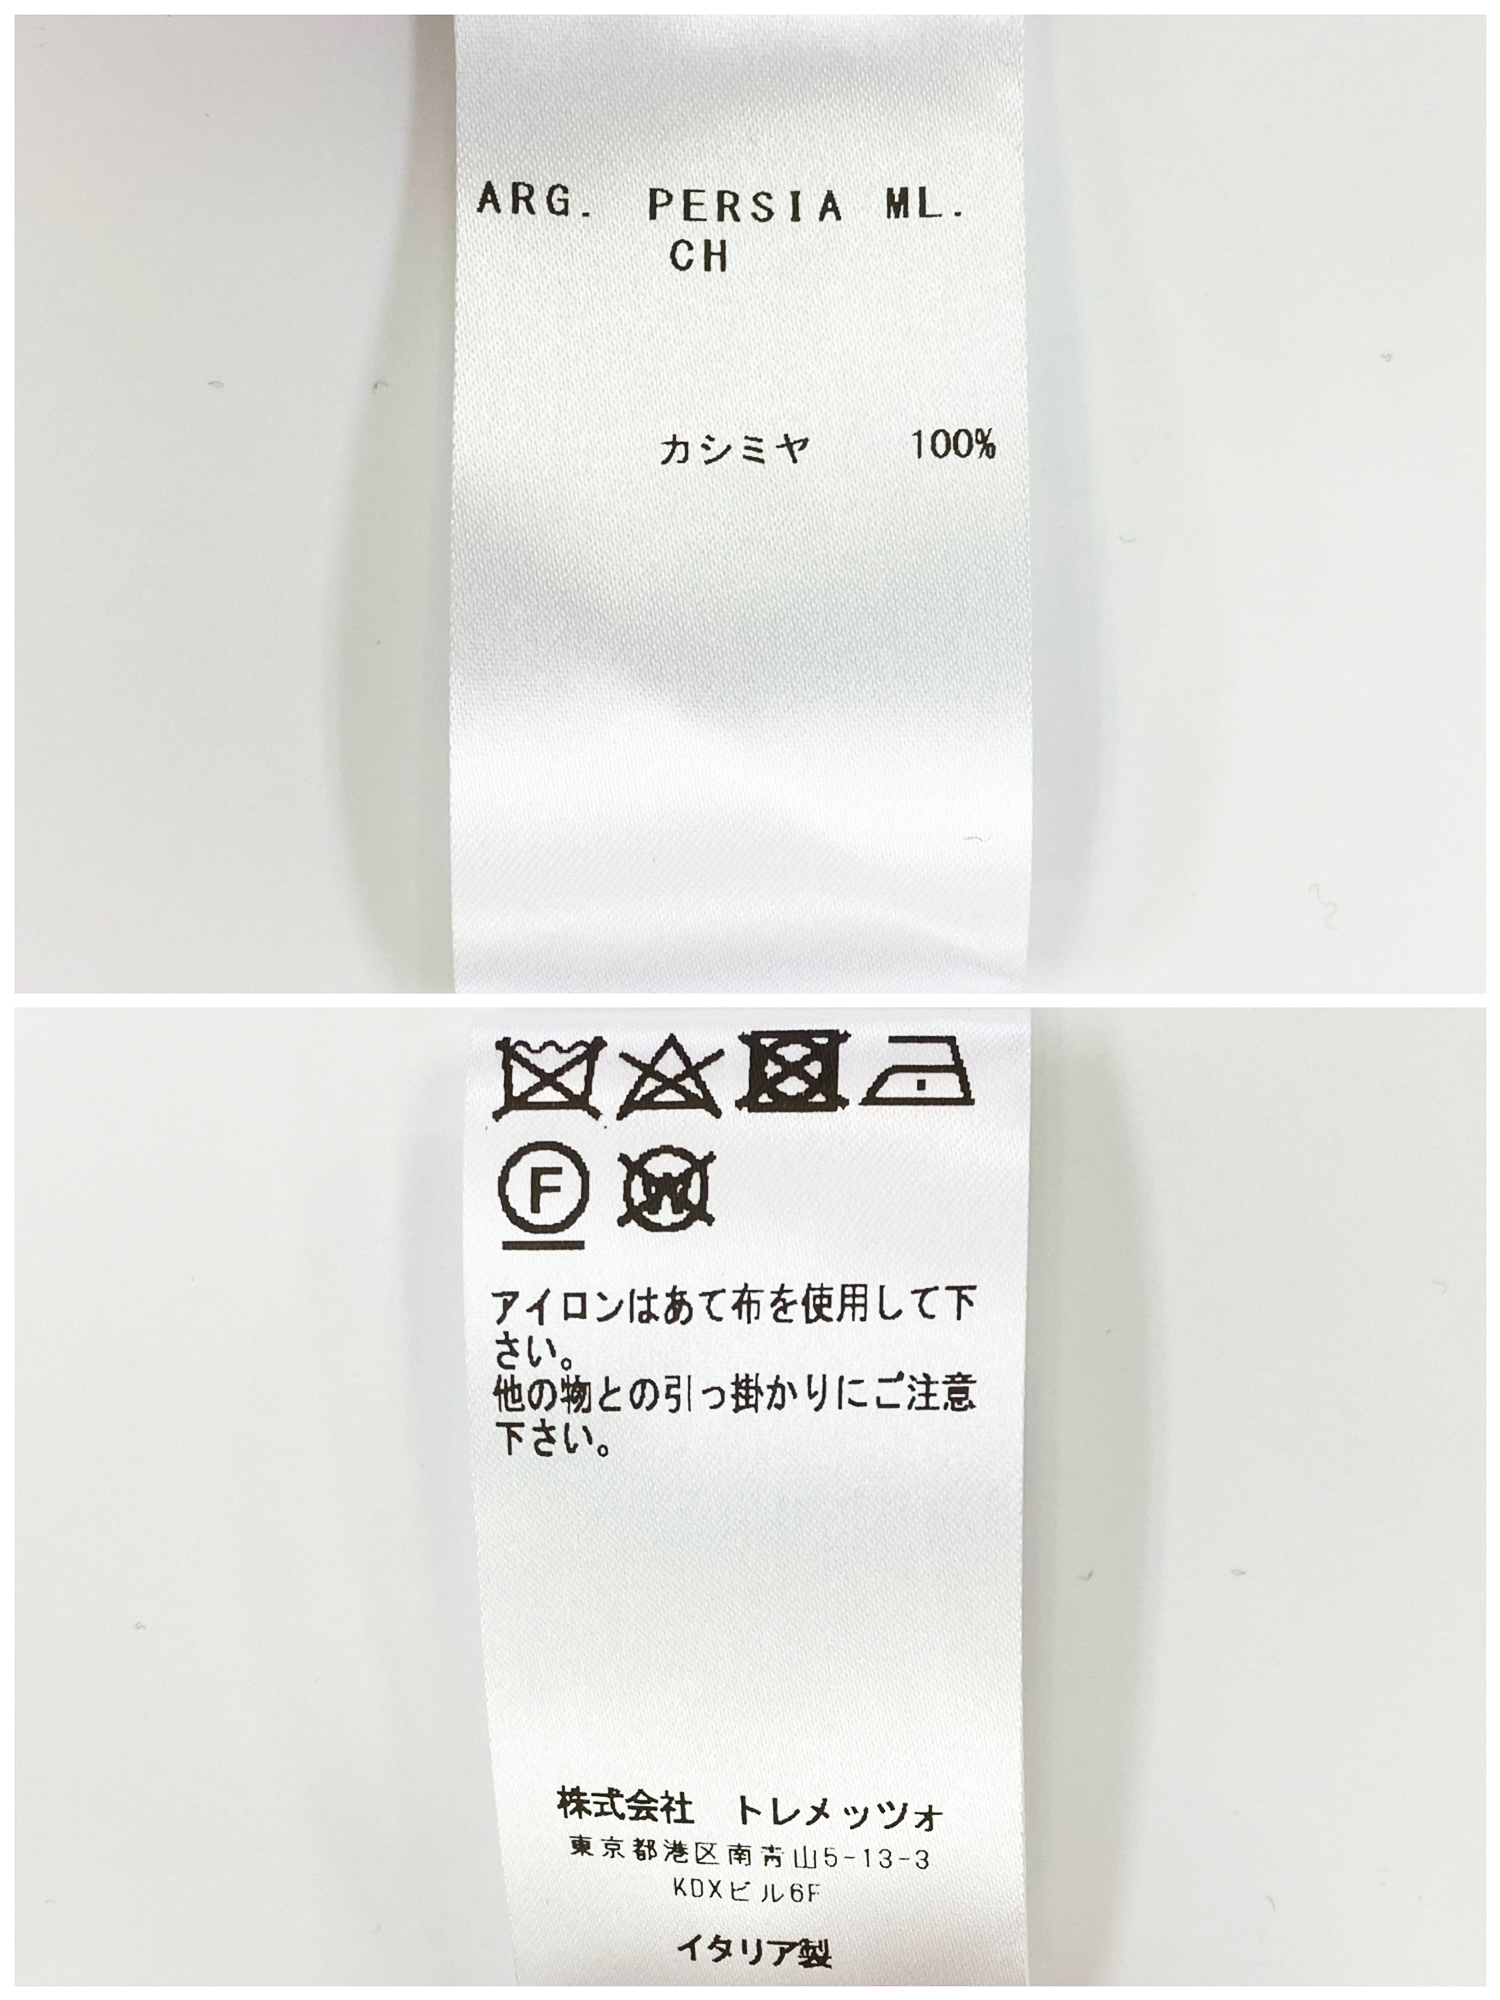 ARG. PERSIA ML.
CH
カシミヤ 100%
F
W
アイロンはあて布を使用して下
さい。
他の物との引っ掛かりにご注意
下さい。
株式会社 トレメッツォ
東京都港区南青山5-13-3
KDXビル6F
イタリア製